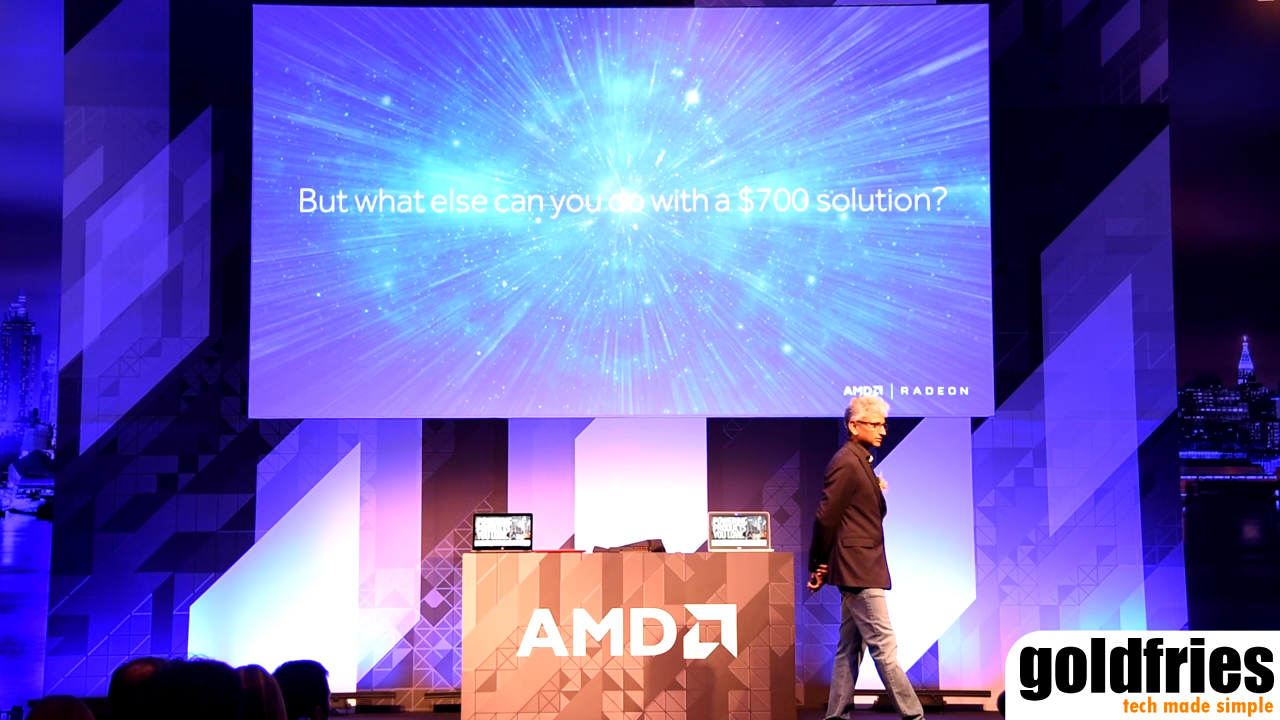 But what else can you do with a $700 solution?
AMD | RADEON
AMD
goldfries
tech made simple